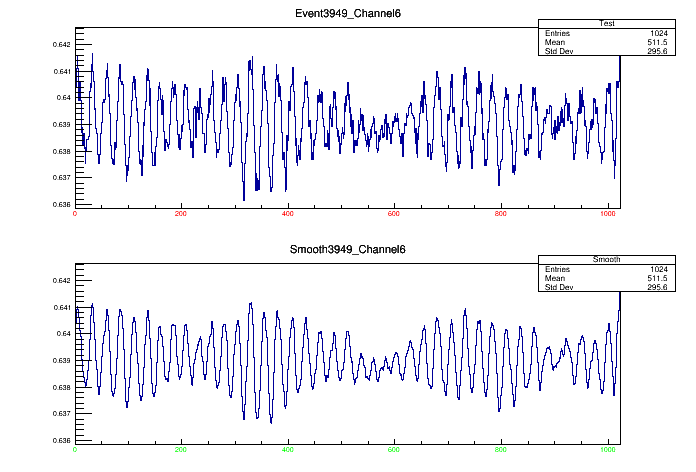 Event3949_Channel6
Test
Entries 1024
Mean 511.5
Std Dev 295.6
0.642
0.641
0.64
0.639
0.638
0.637
0.636
0 200 400 600 800 1000
Smooth3949_Channel6
Smooth
Entries 1024
Mean 511.5
Std Dev 295.6
0.642
0.641
0.64
0.639
0.638
0.637
0.636
0 200 400 600 800 1000